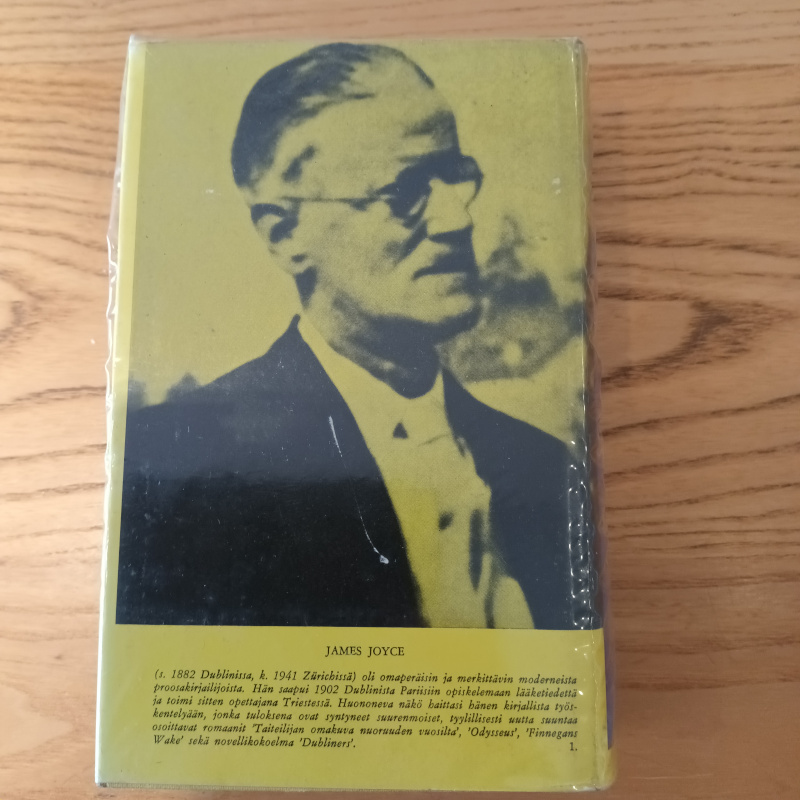 JAMES JOYCE
(s. 1882 Dublinissa, k. 1941 Zürichissä) oli omaperäisin ja merkittävin moderneista
proosakirjailijoista. Hän saapui 1902 Dublinista Pariisiin opiskelemaan lääketiedettä
ja toimi sitten opettajana Triestessä. Huononeva näkö haittasi hänen kirjallista työs-
kentelyään, jonka tuloksena ovat syntyneet suurenmoiset, tyylillisesti uutta suuntaa
osoittavat romaanit 'Taiteilijan omakuva nuoruuden vuosilta', 'Odysseus', 'Finnegans
Wake' sekä novellikokoelma 'Dubliners'.
1.